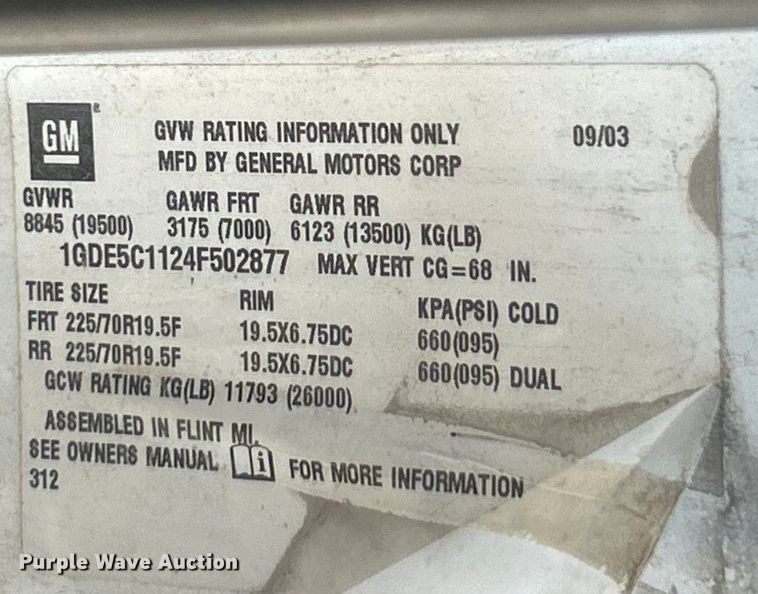 GM®
GVW RATING INFORMATION ONLY 09/03
MFD BY GENERAL MOTORS CORP
GVWR GAWR FRT GAWR RR
8845 (19500) 3175 (7000) 6123 (13500) KG(LB)
1GDE5C1124F502877 MAX VERT CG=68 IN.
TIRE SIZE RIM KPA(PSI) COLD
FRT 225/70R19.5F 19.5X6.75DC 660(095)
RR 225/70R19.5F 19.5X6.75DC 660(095) DUAL
GCW RATING KG(LB) 11793 (26000)
ASSEMBLED IN FLINT MI.
SEE OWNERS MANUAL i FOR MORE INFORMATION
312
Purple Wave Auction